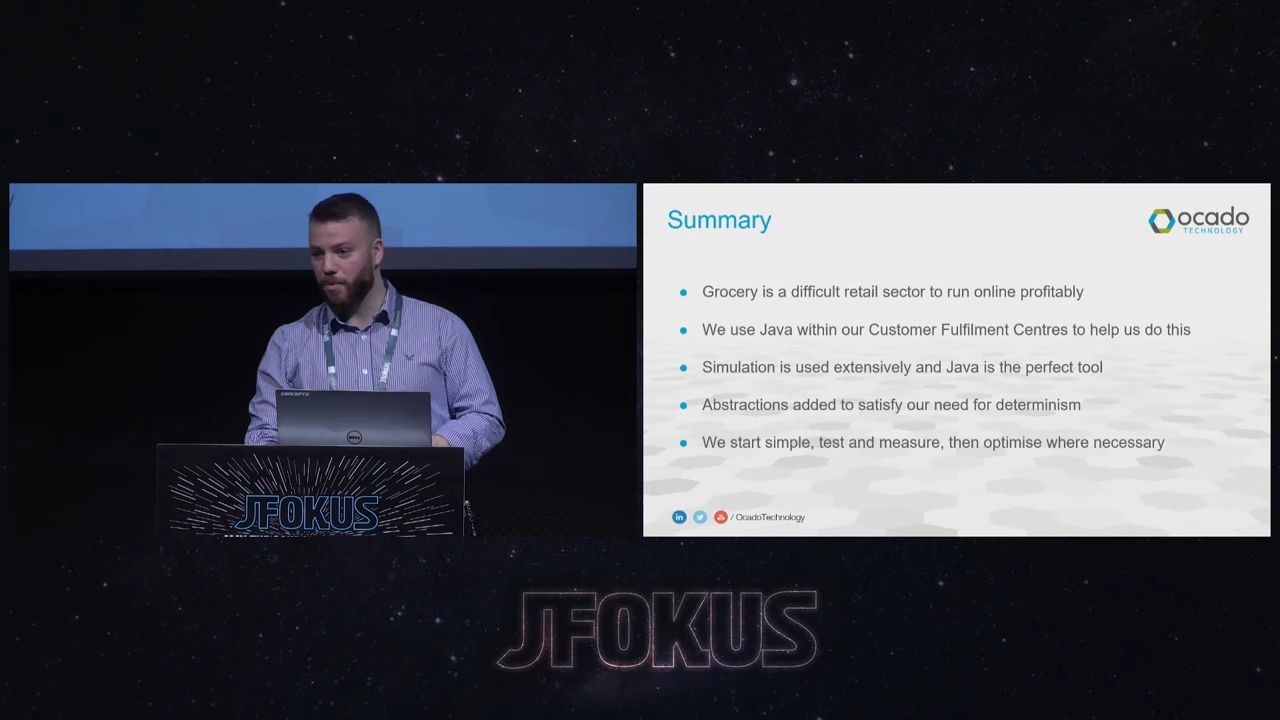 Summary
ocado
TECHNOLOGY
Grocery is a difficult retail sector to run online profitably
We use Java within our Customer Fulfilment Centres to help us do this
Simulation is used extensively and Java is the perfect tool
Abstractions added to satisfy our need for determinism
We start simple, test and measure, then optimise where necessary
/ OcadoTechnology
CONCEPTS
DELL
JFOKUS
JFOKUS